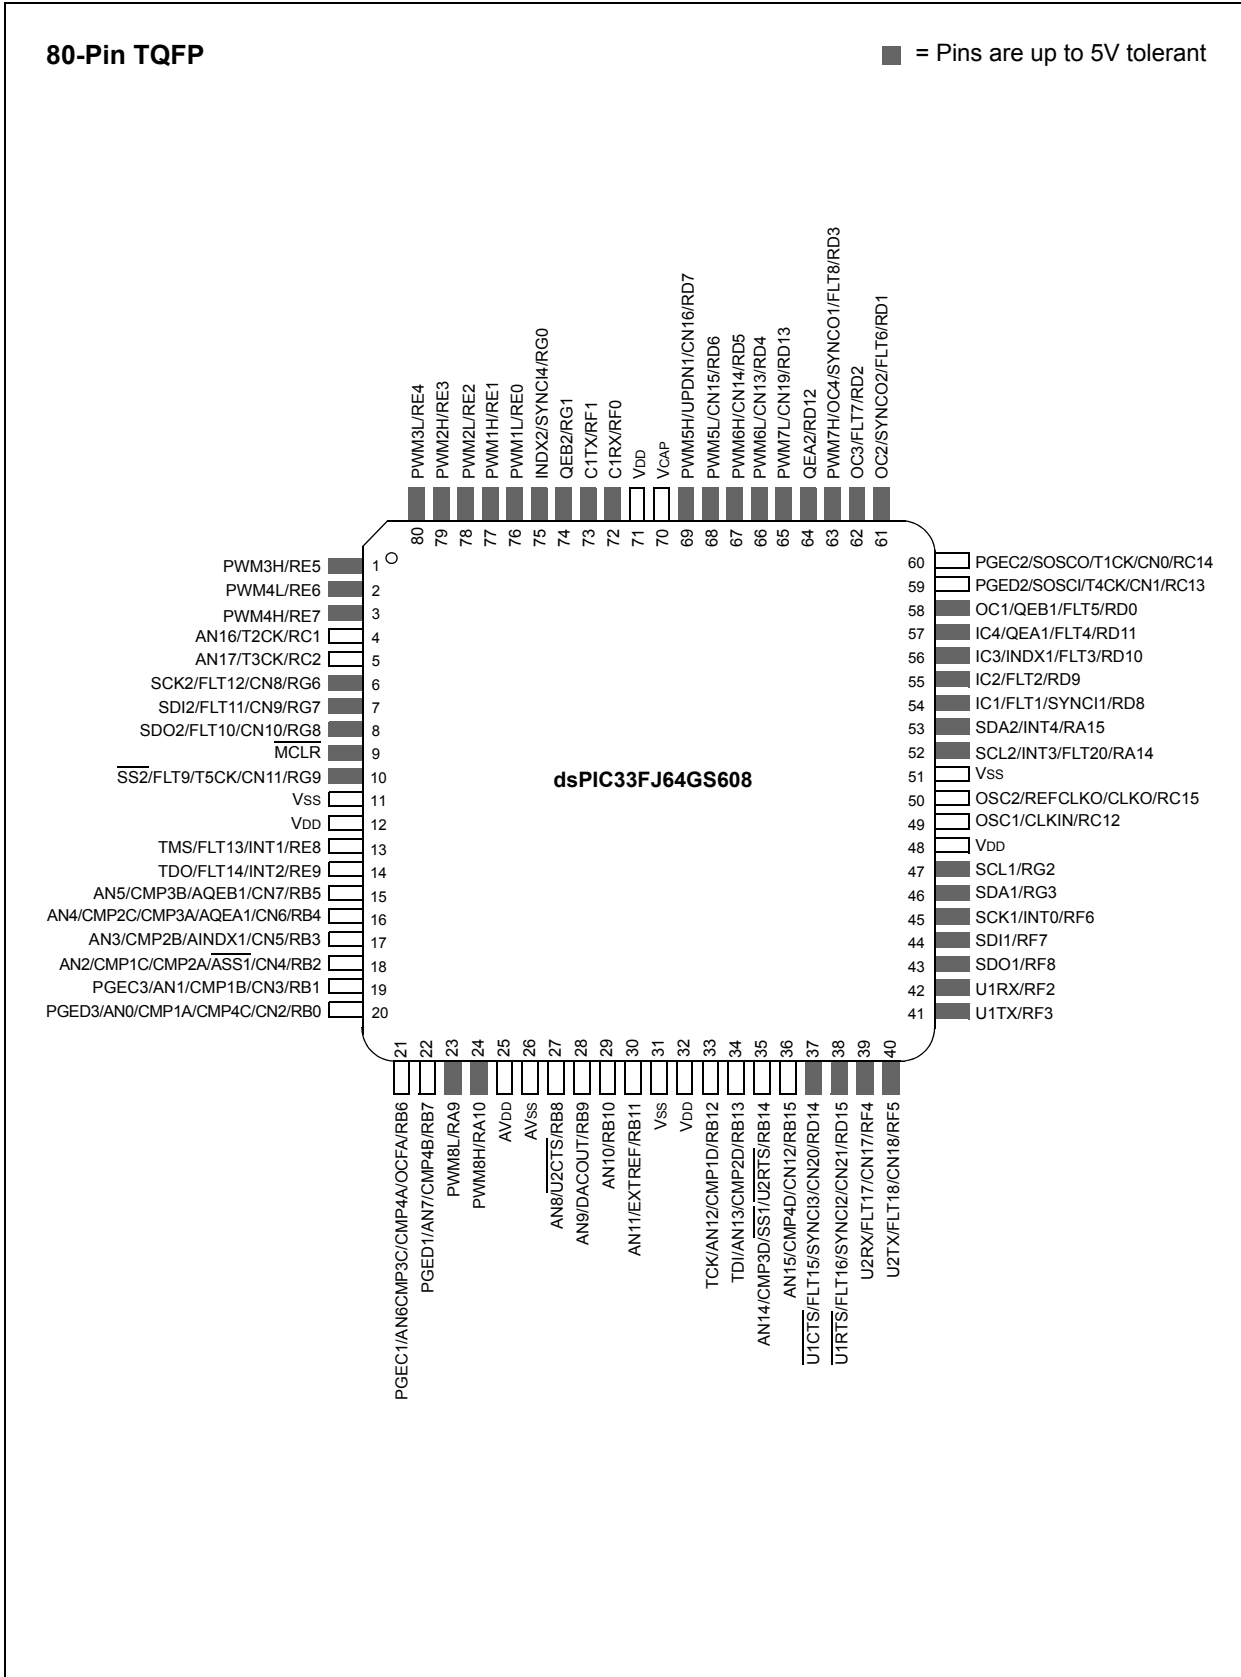 80-Pin TQFP
= Pins are up to 5V tolerant
PWM3L/RE4
PWM2H/RE3
PWM2L/RE2
PWM1H/RE1
PWM1L/RE0
INDX2/SYNCI4/RG0
QEB2/RG1
C1TX/RF1
C1RX/RF0
VDD
VCAP
PWM5H/UPDN1/CN16/RD7
PWM5L/CN15/RD6
PWM6H/CN14/RD5
PWM6L/CN13/RD4
PWM7L/CN19/RD13
QEA2/RD12
PWM7H/OC4/SYNCO1/FLT8/RD3
OC3/FLT7/RD2
OC2/SYNCO2/FLT6/RD1
80
79
78
77
76
75
74
73
72
71
70
69
68
67
66
65
64
63
62
61
PWM3H/RE5 1
PWM4L/RE6 2
PWM4H/RE7 3
AN16/T2CK/RC1 4
AN17/T3CK/RC2 5
SCK2/FLT12/CN8/RG6 6
SDI2/FLT11/CN9/RG7 7
SDO2/FLT10/CN10/RG8 8
MCLR 9
SS2/FLT9/T5CK/CN11/RG9 10
VSS 11
VDD 12
TMS/FLT13/INT1/RE8 13
TDO/FLT14/INT2/RE9 14
AN5/CMP3B/AQEB1/CN7/RB5 15
AN4/CMP2C/CMP3A/AQEA1/CN6/RB4 16
AN3/CMP2B/AINDX1/CN5/RB3 17
AN2/CMP1C/CMP2A/ASS1/CN4/RB2 18
PGEC3/AN1/CMP1B/CN3/RB1 19
PGED3/AN0/CMP1A/CMP4C/CN2/RB0 20
dsPIC33FJ64GS608
60 PGEC2/SOSCO/T1CK/CN0/RC14
59 PGED2/SOSCI/T4CK/CN1/RC13
58 OC1/QEB1/FLT5/RD0
57 IC4/QEA1/FLT4/RD11
56 IC3/INDX1/FLT3/RD10
55 IC2/FLT2/RD9
54 IC1/FLT1/SYNCI1/RD8
53 SDA2/INT4/RA15
52 SCL2/INT3/FLT20/RA14
51 VSS
50 OSC2/REFCLKO/CLKO/RC15
49 OSC1/CLKIN/RC12
48 VDD
47 SCL1/RG2
46 SDA1/RG3
45 SCK1/INT0/RF6
44 SDI1/RF7
43 SDO1/RF8
42 U1RX/RF2
41 U1TX/RF3
21
22
23
24
25
26
27
28
29
30
31
32
33
34
35
36
37
38
39
40
PGEC1/AN6CMP3C/CMP4A/OCFA/RB6
PGED1/AN7/CMP4B/RB7
PWM8L/RA9
PWM8H/RA10
AVDD
AVSS
AN8/U2CTS/RB8
AN9/DACOUT/RB9
AN10/RB10
AN11/EXTREF/RB11
VSS
VDD
TCK/AN12/CMP1D/RB12
TDI/AN13/CMP2D/RB13
AN14/CMP3D/SS1/U2RTS/RB14
AN15/CMP4D/CN12/RB15
U1CTS/FLT15/SYNCI3/CN20/RD14
U1RTS/FLT16/SYNCI2/CN21/RD15
U2RX/FLT17/CN17/RF4
U2TX/FLT18/CN18/RF5